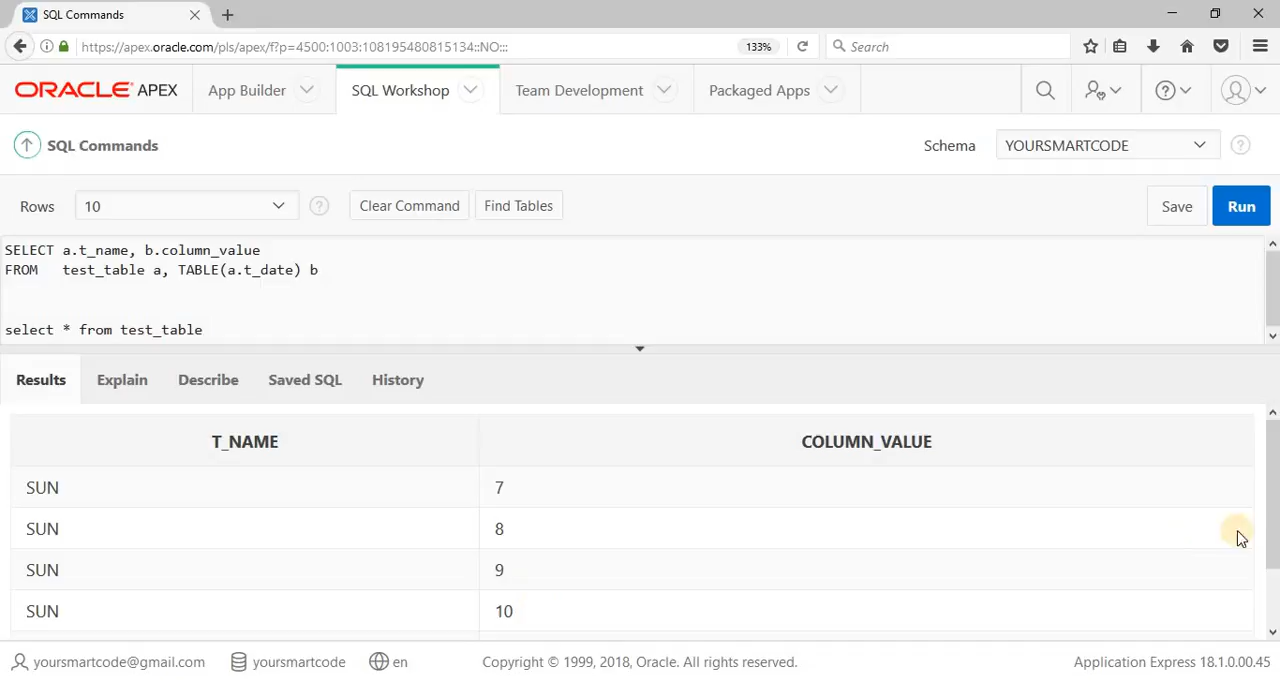 SQL Commands
https://apex.oracle.com/pls/apex/f?p=4500:1003:108195480815134::NO:::
133%
Search
ORACLE APEX
App Builder
SQL Workshop
Team Development
Packaged Apps
SQL Commands
Schema
YOURSMARTCODE
Rows
10
Clear Command
Find Tables
Save
Run
SELECT a.t_name, b.column_value
FROM   test_table a, TABLE(a.t_date) b
select * from test_table
Results
Explain
Describe
Saved SQL
History
T_NAME
COLUMN_VALUE
SUN
7
SUN
8
SUN
9
SUN
10
yoursmartcode@gmail.com
yoursmartcode
en
Copyright © 1999, 2018, Oracle. All rights reserved.
Application Express 18.1.0.00.45